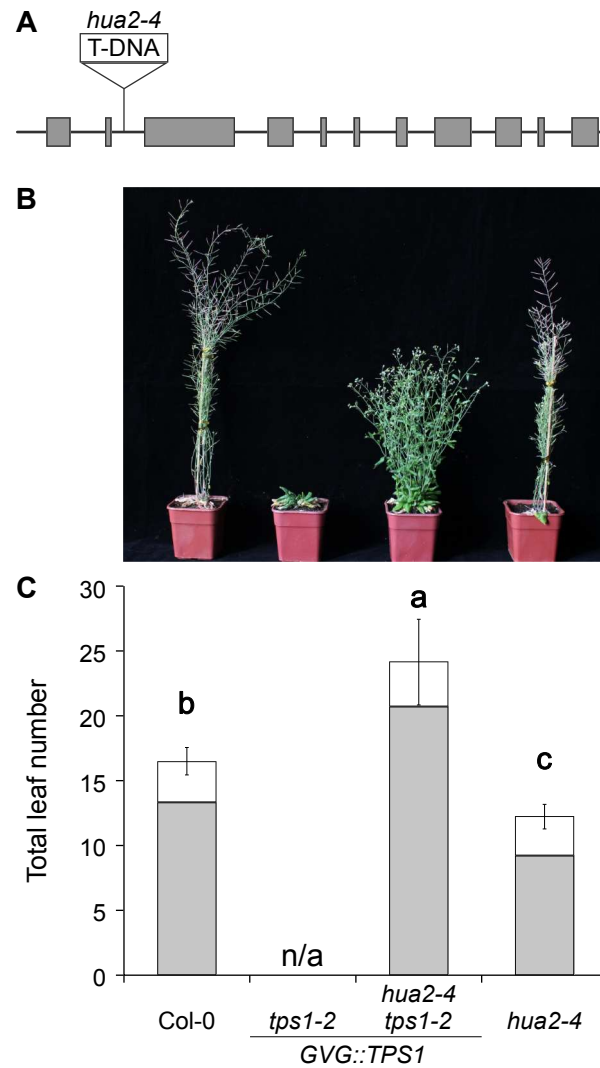 A
hua2-4
T-DNA
B
C
Total leaf number
30
25
20
15
10
5
0
b
n/a
a
c
Col-0
tps1-2
hua2-4
tps1-2
hua2-4
GVG::TPS1